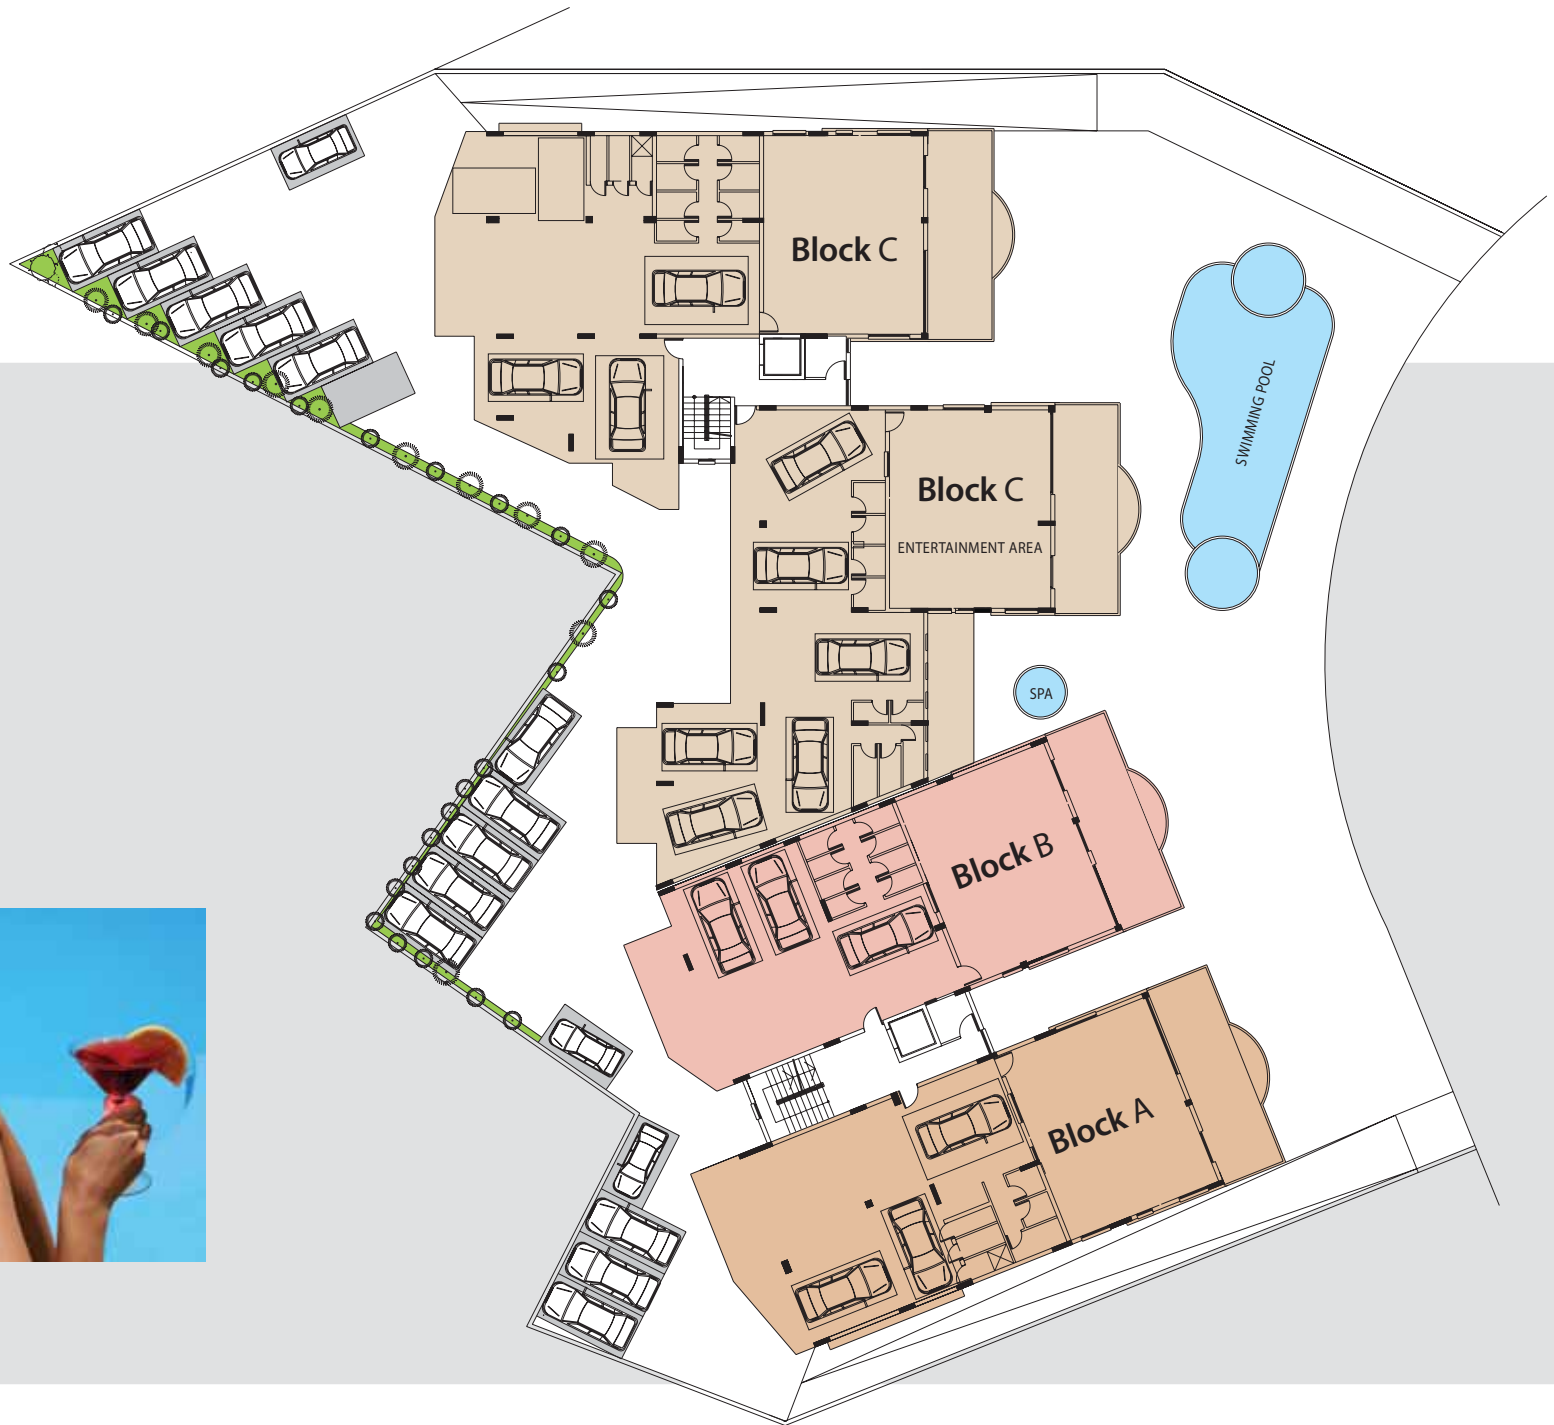 Block C
SWIMMING POOL
Block C
ENTERTAINMENT AREA
SPA
Block B
Block A